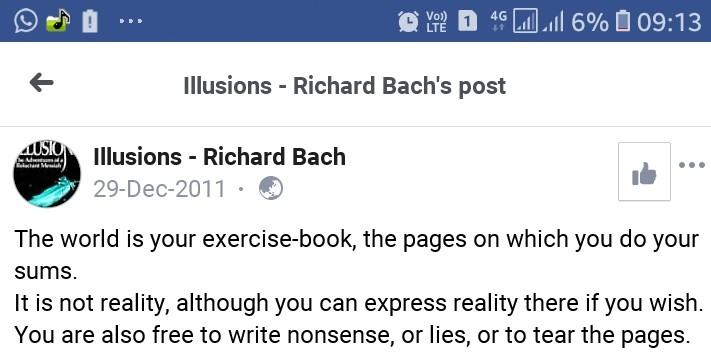 Vo)) LTE 1 4G 6% 09:13
Illusions - Richard Bach's post
ILLUSIONS
The Adventures of a
Reluctant Messiah
Illusions - Richard Bach
29-Dec-2011 ·
The world is your exercise-book, the pages on which you do your
sums.
It is not reality, although you can express reality there if you wish.
You are also free to write nonsense, or lies, or to tear the pages.